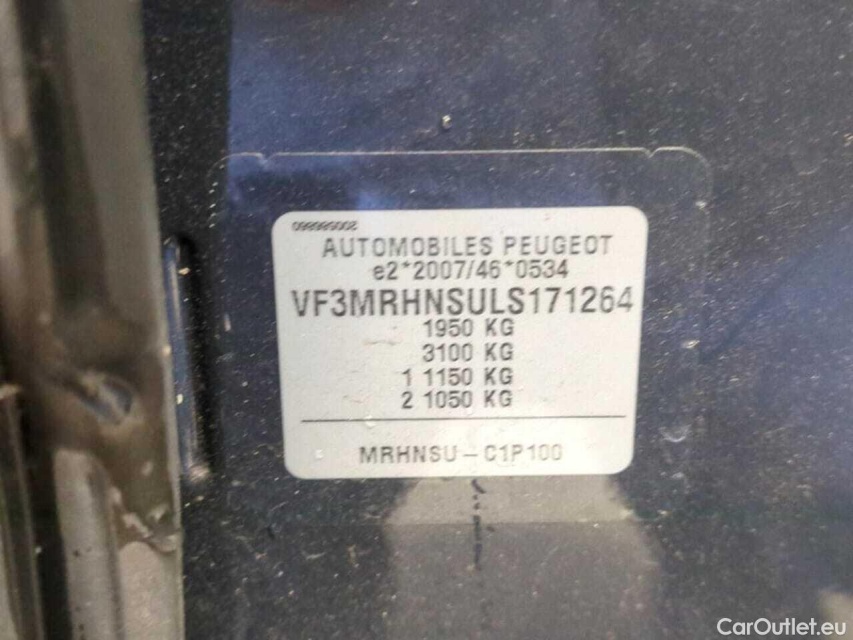 AUTOMOBILES PEUGEOT
e2*2007/46*0534
VF3MRHNSULS171264
1950 KG
3100 KG
1 1150 KG
2 1050 KG
MRHNSU-C1P100
CarOutlet.eu